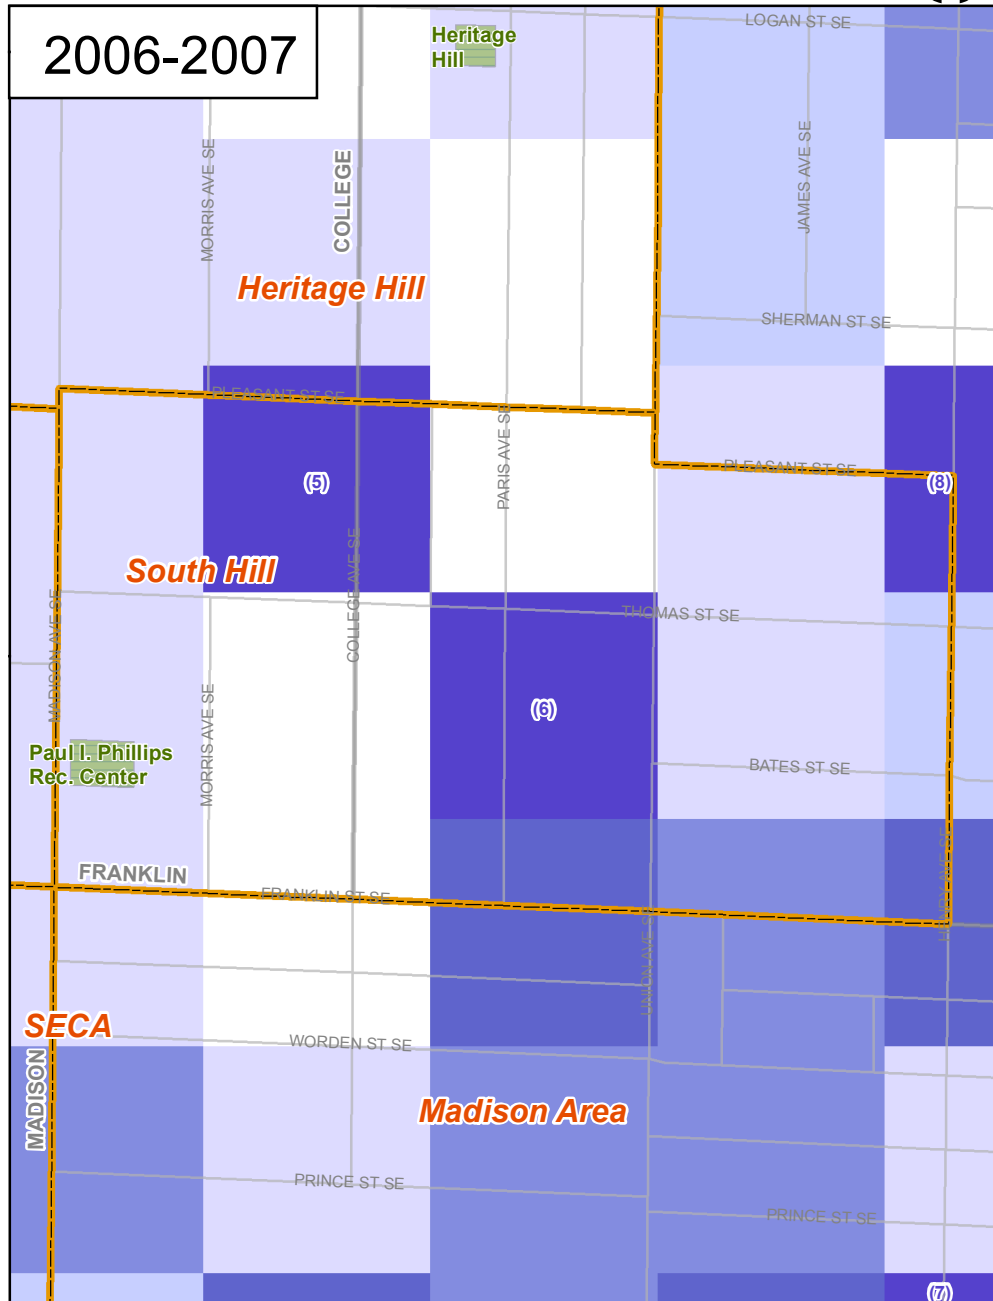 2006-2007
Heritage
Hill
LOGAN ST SE
MORRIS AVE SE
COLLEGE
JAMES AVE SE
Heritage Hill
SHERMAN ST SE
PLEASANT ST SE
PARIS AVE SE
PLEASANT ST SE
(5)
(8)
South Hill
COLLEGE AVE SE
MADISON AVE SE
THOMAS ST SE
(6)
MORRIS AVE SE
Paul I. Phillips
Rec. Center
BATES ST SE
FRANKLIN
FRANKLIN ST SE
UNION AVE SE
SECA
WORDEN ST SE
MADISON
Madison Area
PRINCE ST SE
PRINCE ST SE
(7)